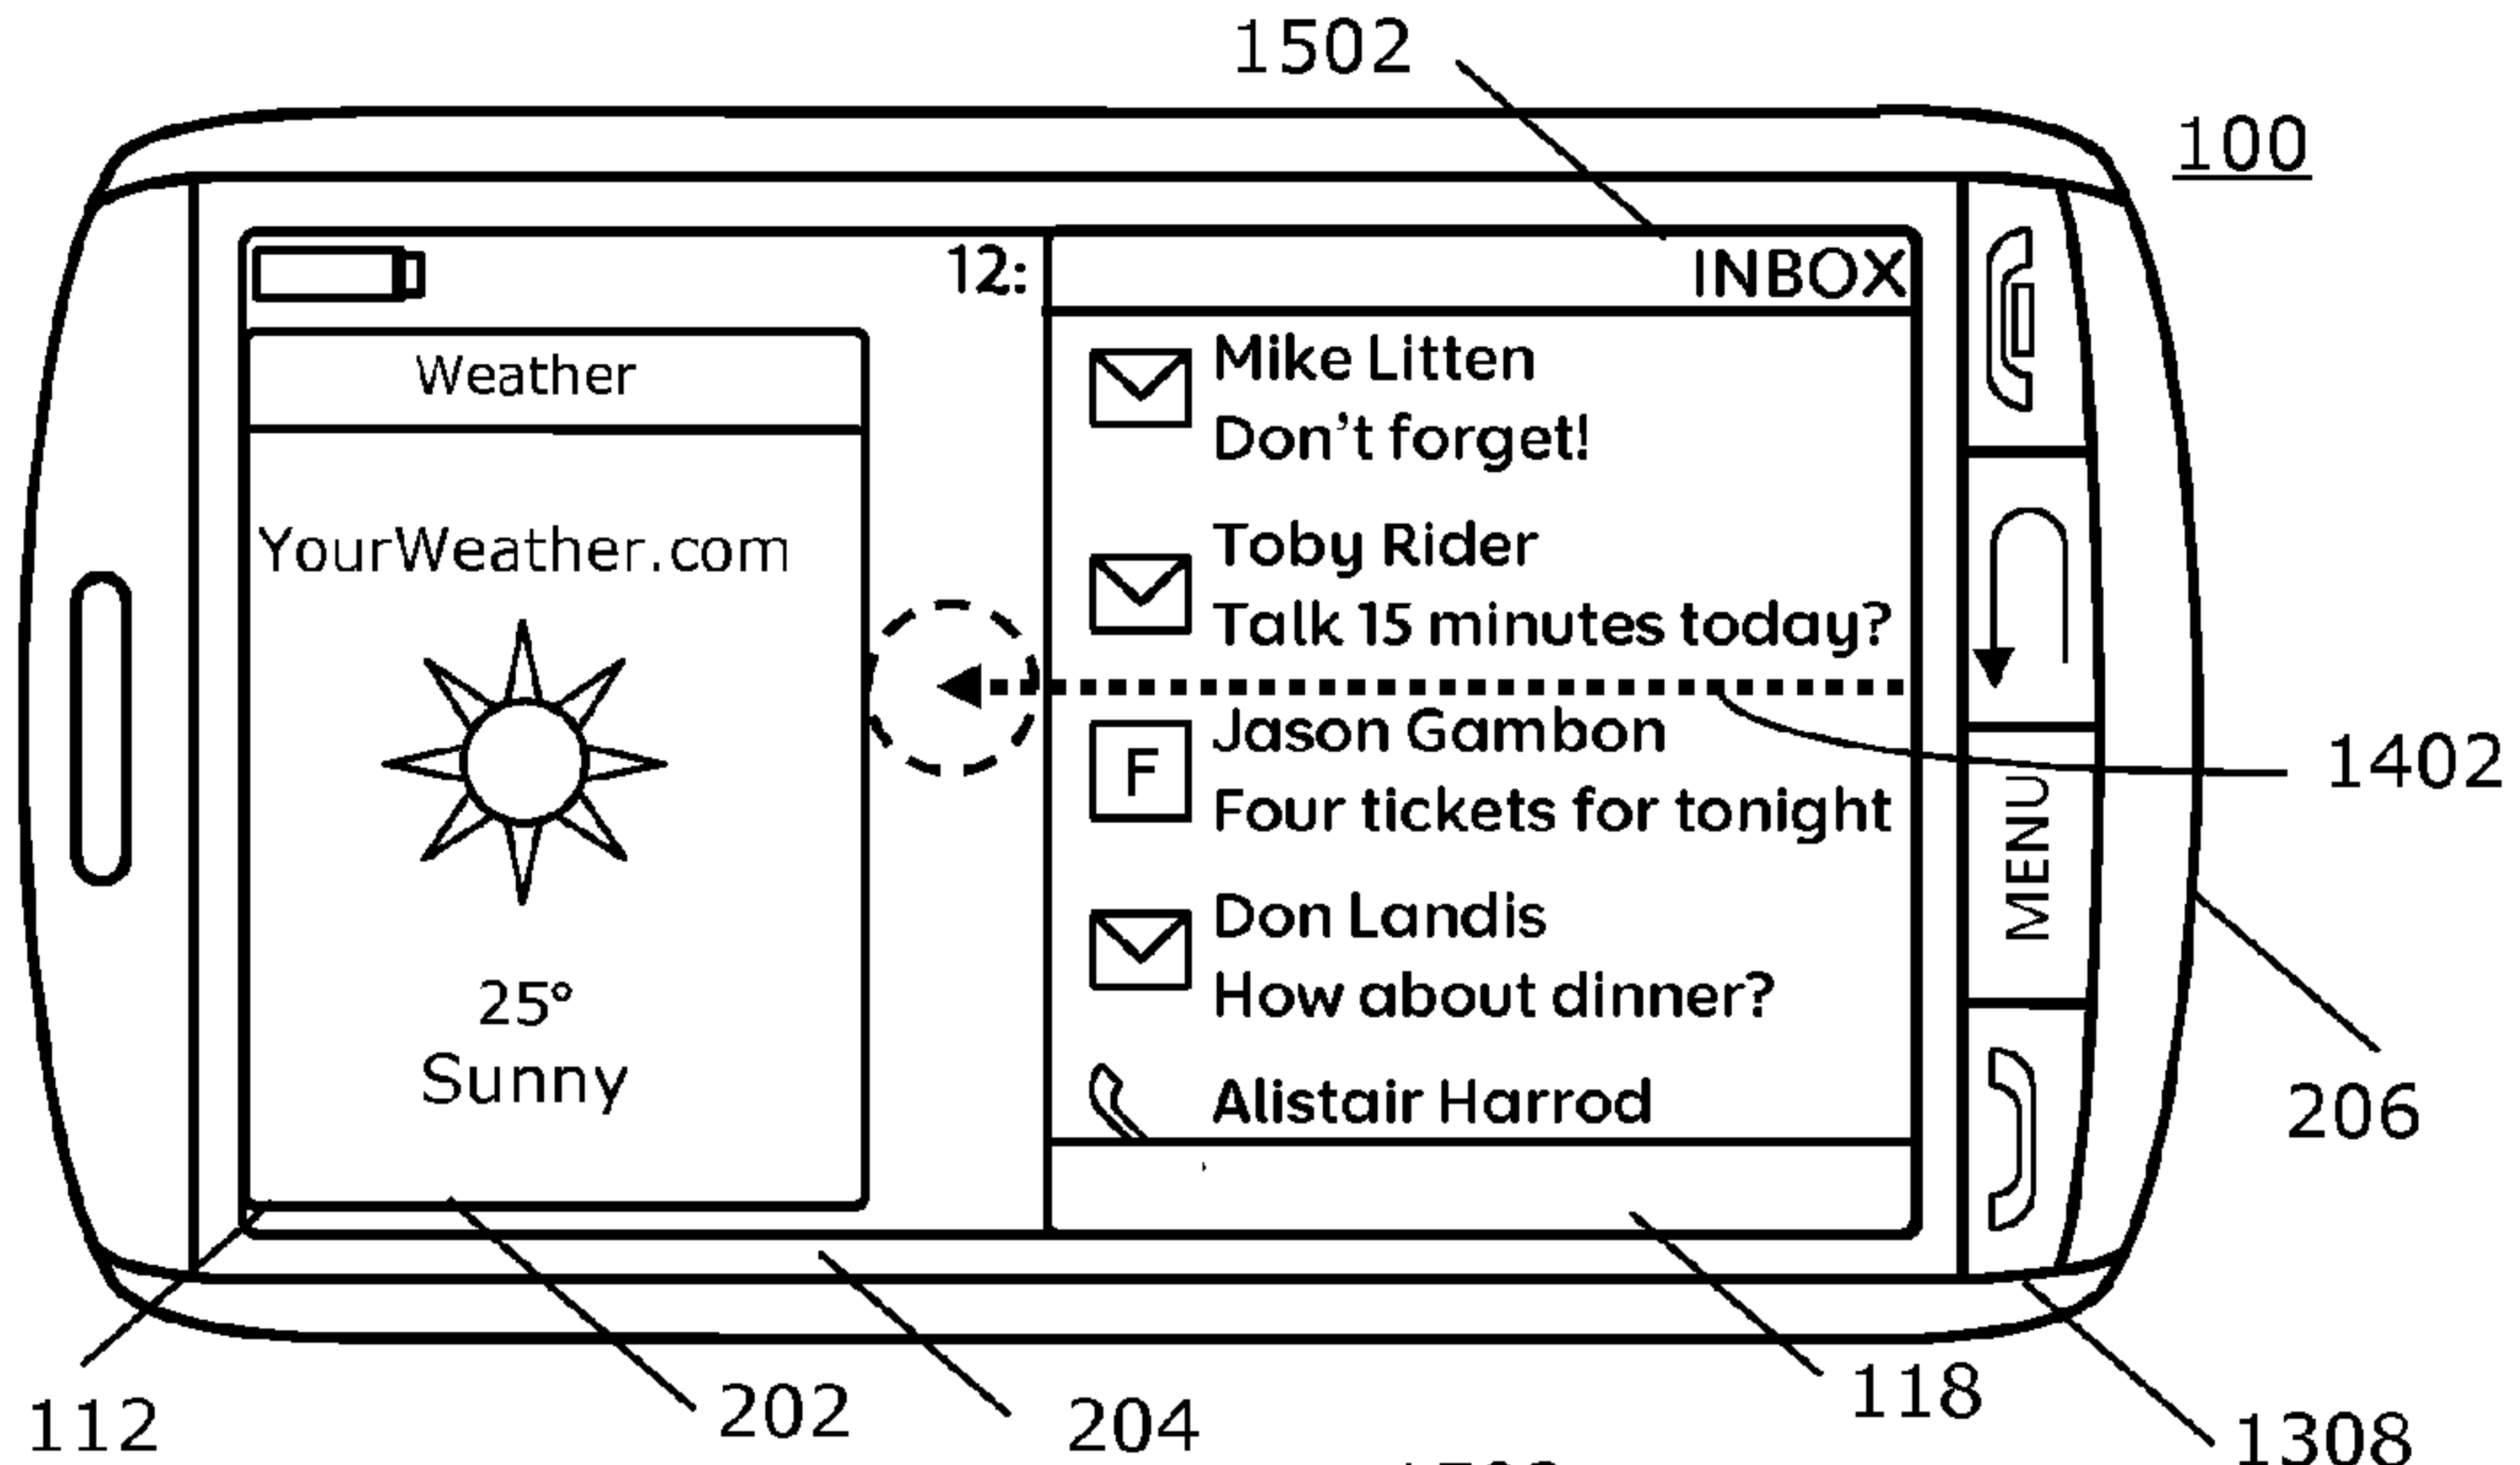 1502
100
12:
INBOX
Weather
YourWeather.com
25°
Sunny
Mike Litten
Don't forget!
Toby Rider
Talk 15 minutes today?
F
Jason Gambon
Four tickets for tonight
Don Landis
How about dinner?
Alistair Harrod
MENU
1402
206
112
202
204
118
1308